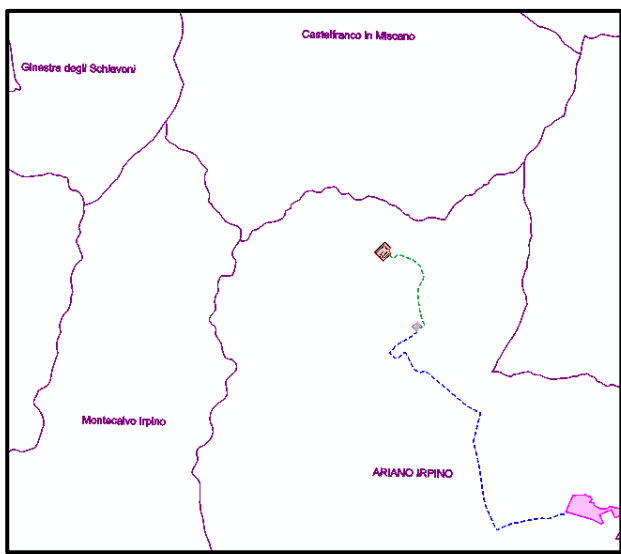 Castelfranco in Miscano
Ginestra degli Schiavoni
Montecalvo Irpino
ARIANO IRPINO